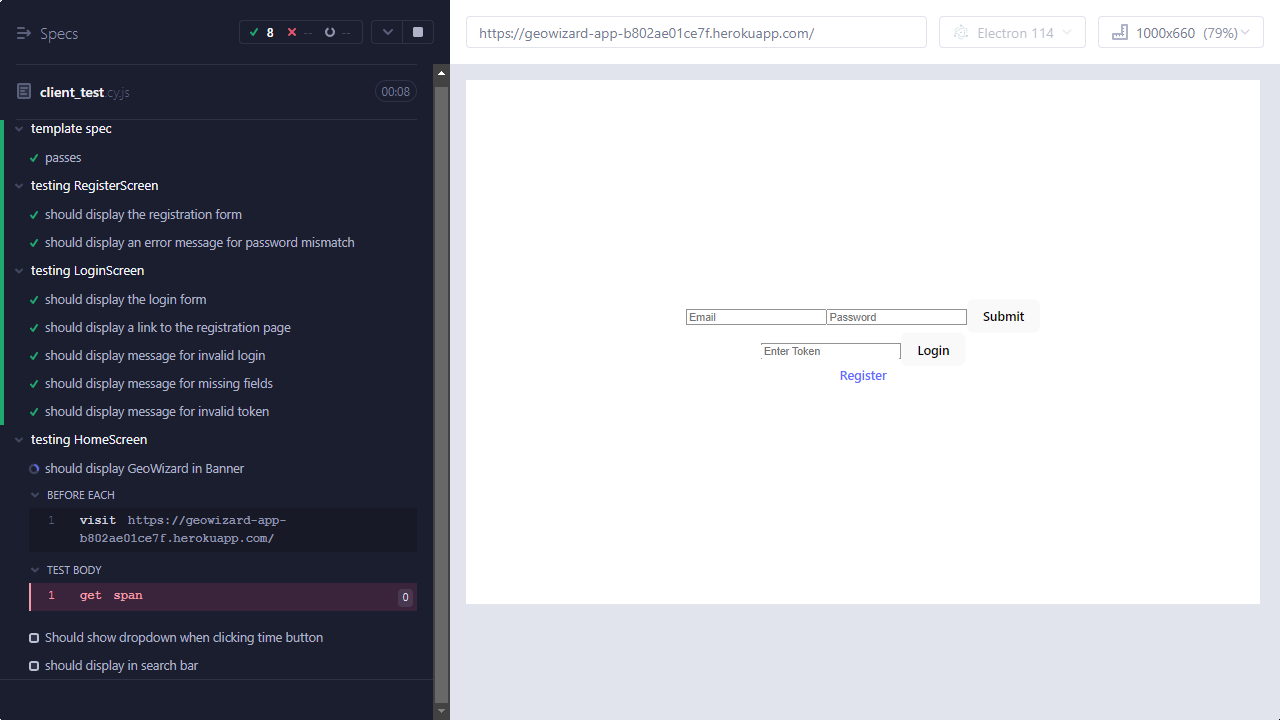 Specs
8
--
--
client_test.cy.js
00:08
template spec
passes
testing RegisterScreen
should display the registration form
should display an error message for password mismatch
testing LoginScreen
should display the login form
should display a link to the registration page
should display message for invalid login
should display message for missing fields
should display message for invalid token
testing HomeScreen
should display GeoWizard in Banner
BEFORE EACH
1 visit https://geowizard-app-
b802ae01ce7f.herokuapp.com/
TEST BODY
1 get span 0
Should show dropdown when clicking time button
should display in search bar
https://geowizard-app-b802ae01ce7f.herokuapp.com/
Electron 114
1000x660 (79%)
Email Password Submit
Enter Token Login
Register